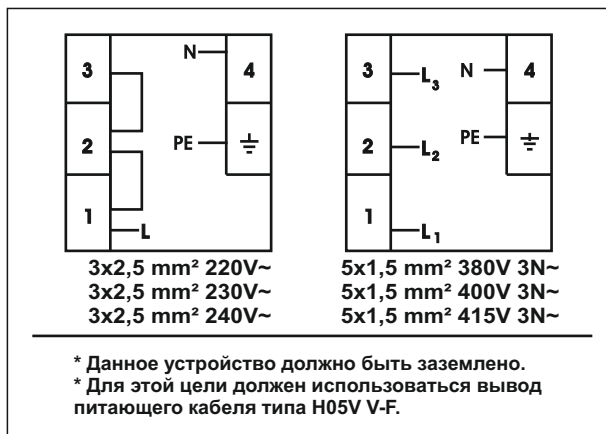 3 N 4
2 PE
1 L
3x2,5 mm² 220V~
3x2,5 mm² 230V~
3x2,5 mm² 240V~
3 L₃ N 4
2 L₂ PE
1 L₁
5x1,5 mm² 380V 3N~
5x1,5 mm² 400V 3N~
5x1,5 mm² 415V 3N~
* Данное устройство должно быть заземлено.
* Для этой цели должен использоваться вывод
питающего кабеля типа H05V V-F.